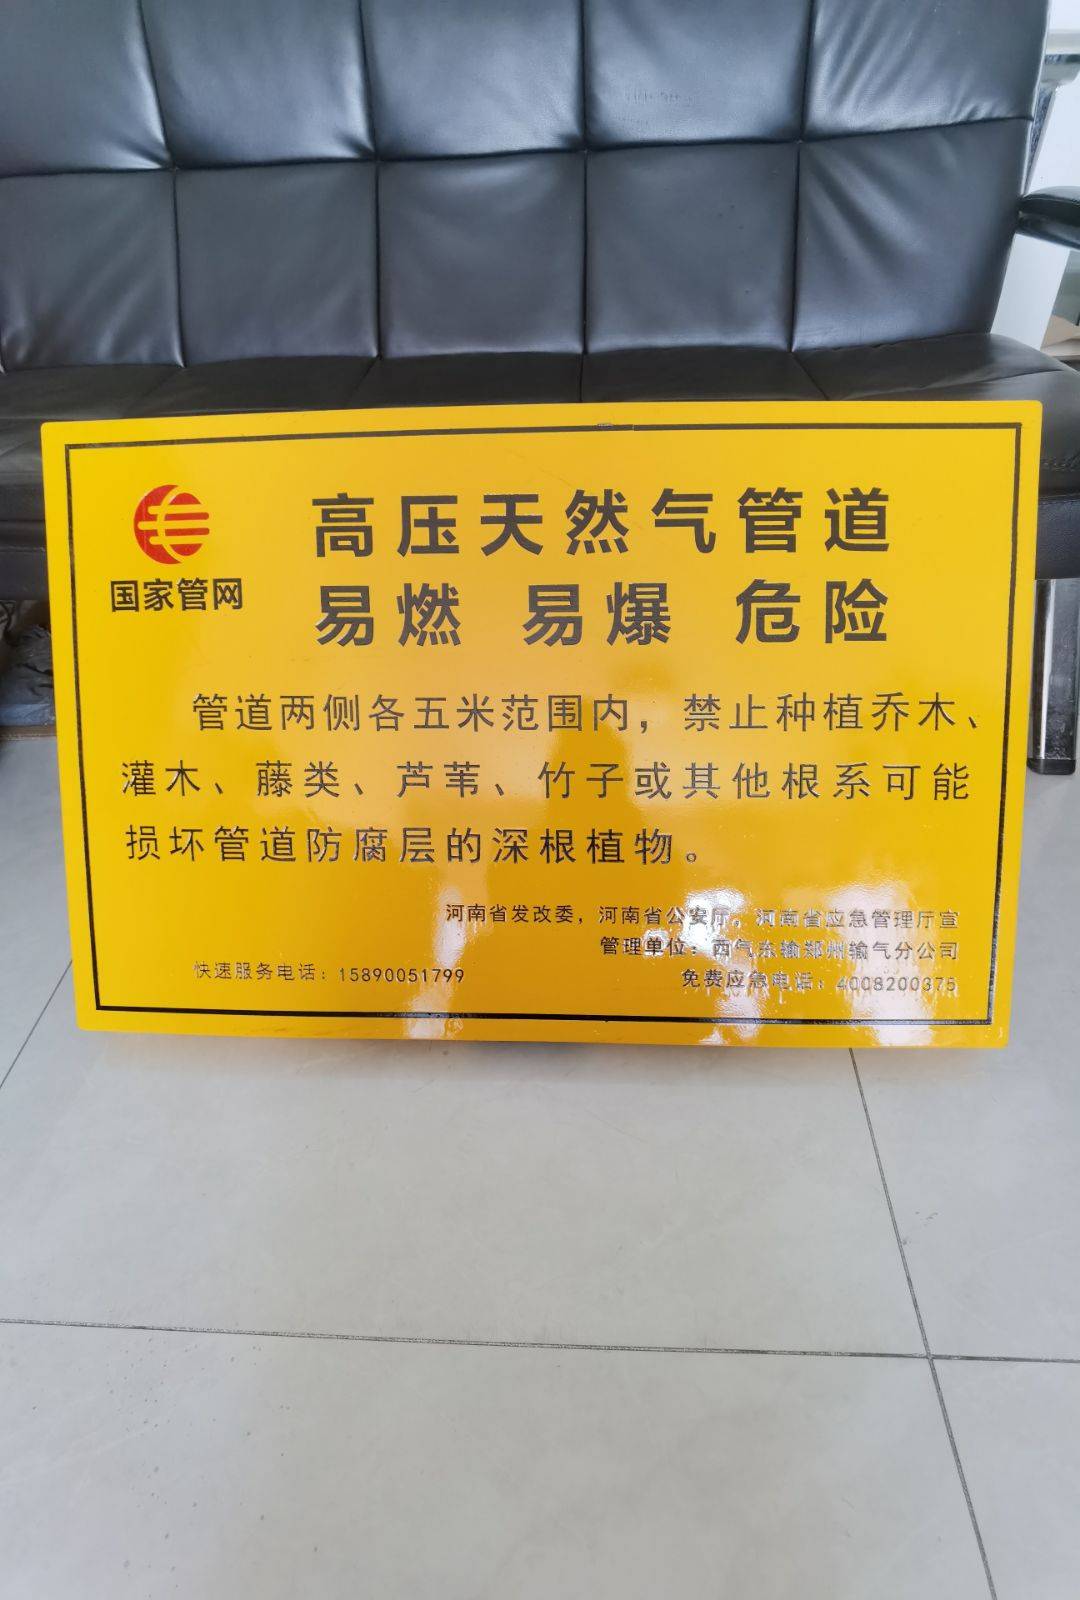 国家管网
高压天然气管道
易燃 易爆 危险
管道两侧各五米范围内，禁止种植乔木、
灌木、藤类、芦苇、竹子或其他根系可能
损坏管道防腐层的深根植物。
河南省发改委，河南省公安厅，河南省应急管理厅宣
管理单位：西气东输郑州输气分公司
快速服务电话：15890051799
免费应急电话：4008200375